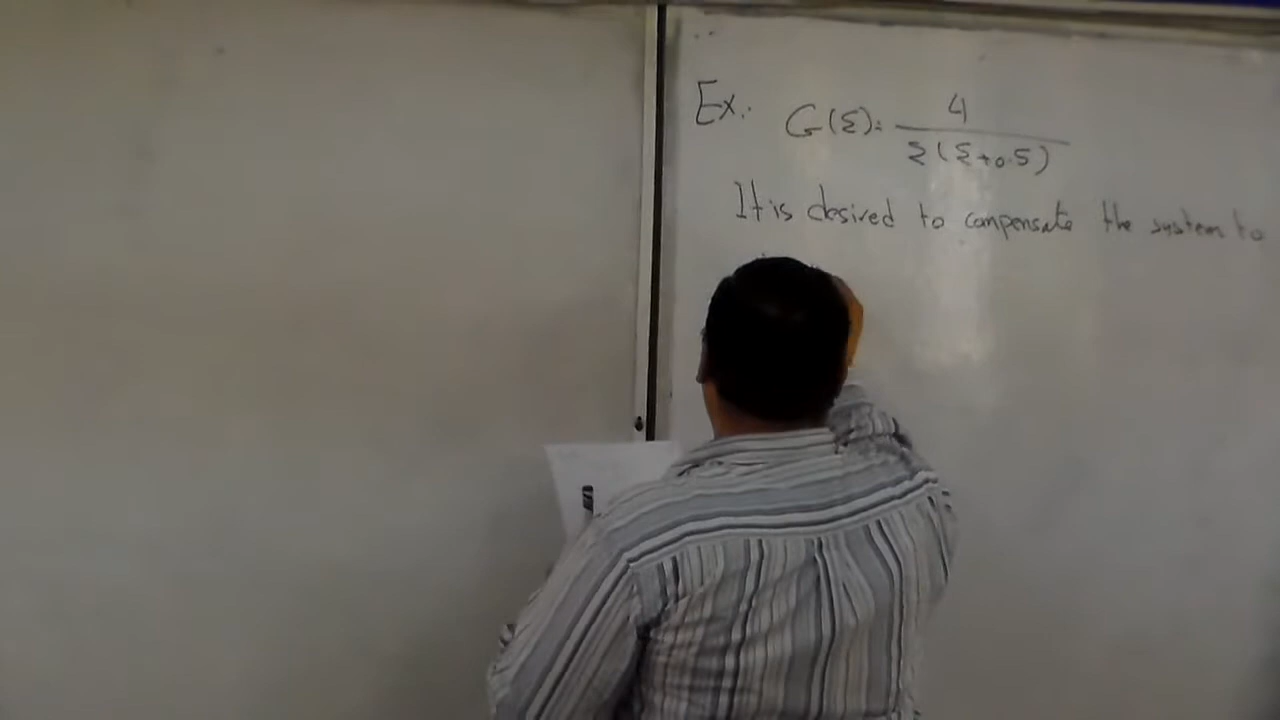 Ex. G(s) = 4 / s(s+0.5)
It is desired to compensate the system to